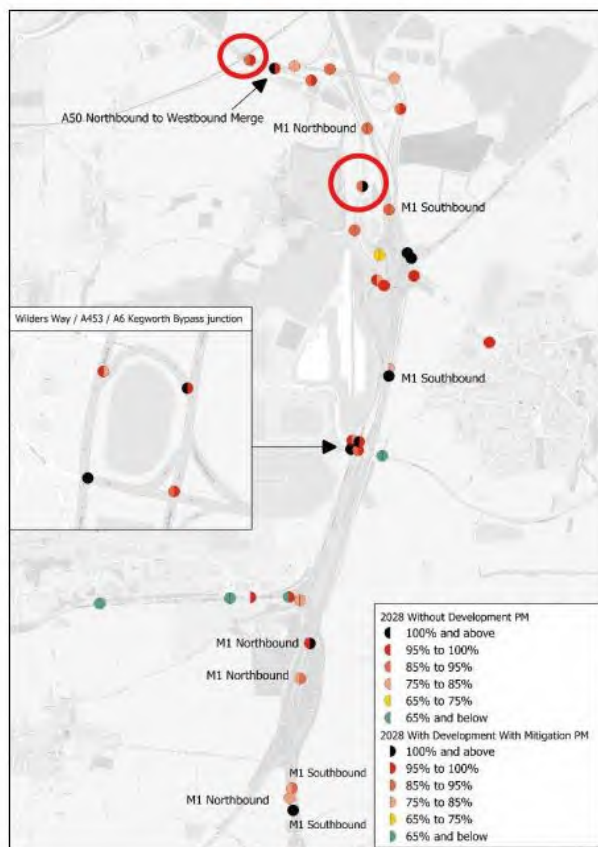 A50 Northbound to Westbound Merge
M1 Northbound
M1 Southbound
Wilders Way / A453 / A6 Kegworth Bypass junction
M1 Southbound
M1 Northbound
M1 Northbound
M1 Southbound
M1 Northbound
M1 Southbound
2028 Without Development PM
100% and above
95% to 100%
85% to 95%
75% to 85%
65% to 75%
65% and below
2028 With Development With Mitigation PM
100% and above
95% to 100%
85% to 95%
75% to 85%
65% to 75%
65% and below